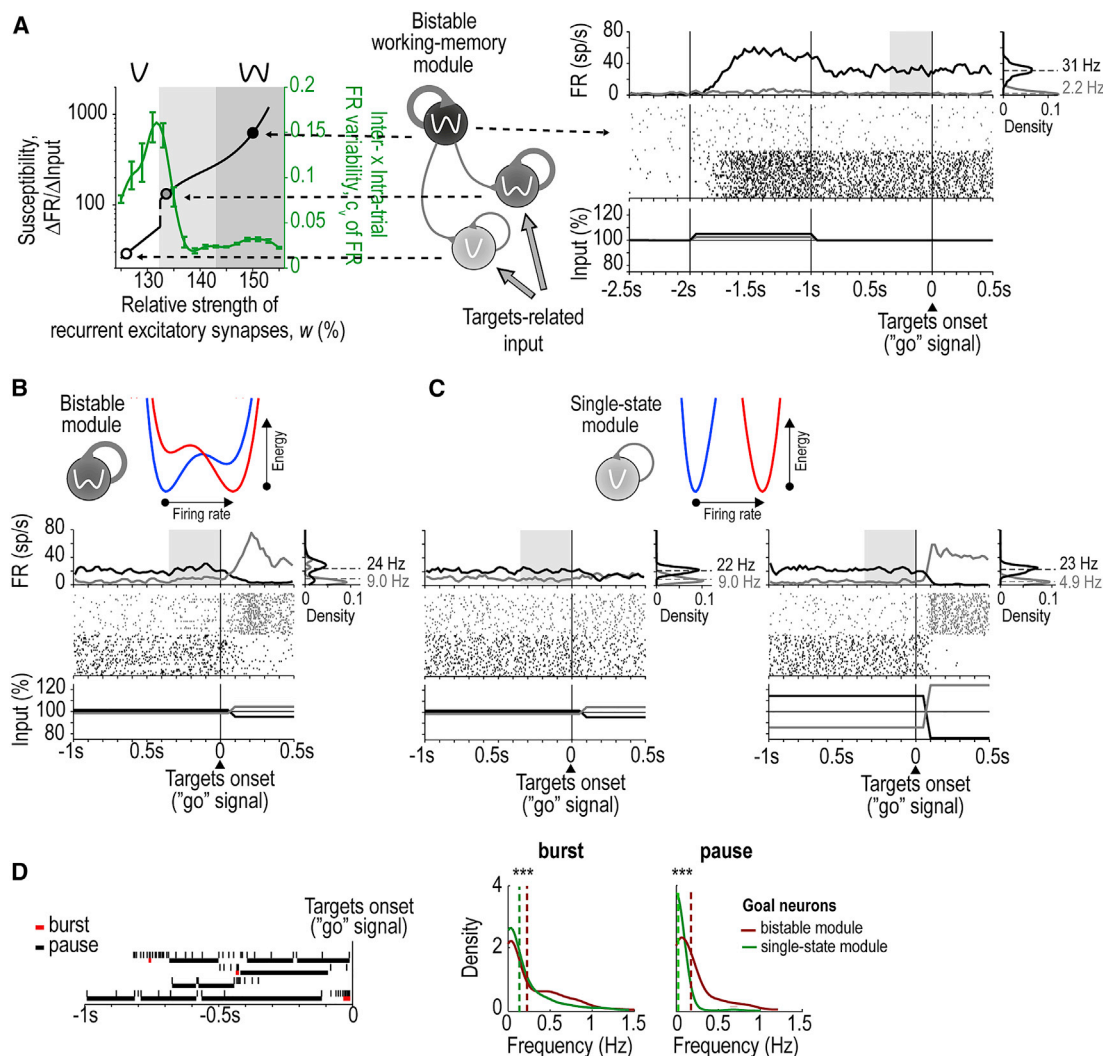 A
Susceptibility,
ΔFR/ΔInput
1000
100
130
140
150
Relative strength of
recurrent excitatory synapses, w (%)
0.2
0.15
0.1
0.05
0
Inter- x Intra-trial
FR variability, cv of FR
Bistable
working-memory
module
Targets-related
input
FR (sp/s)
80
40
0
31 Hz
2.2 Hz
0
0.1
Density
Input (%)
120
100
80
-2.5s
-2s
-1.5s
-1s
-0.5s
0
0.5s
Targets onset
("go" signal)
B
Bistable
module
Energy
Firing rate
FR (sp/s)
80
40
0
24 Hz
9.0 Hz
0
0.1
Density
Input (%)
120
100
80
-1s
0.5s
0
0.5s
Targets onset
("go" signal)
C
Single-state
module
Energy
Firing rate
22 Hz
9.0 Hz
0
0.1
Density
-1s
0.5s
0
0.5s
Targets onset
("go" signal)
23 Hz
4.9 Hz
0
0.1
Density
-1s
0.5s
0
0.5s
Targets onset
("go" signal)
D
burst
pause
Targets onset
("go" signal)
-1s
-0.5s
0
burst
***
Density
4
2
0
0
0.5
1
1.5
Frequency (Hz)
pause
***
0
0.5
1
1.5
Frequency (Hz)
Goal neurons
bistable module
single-state module